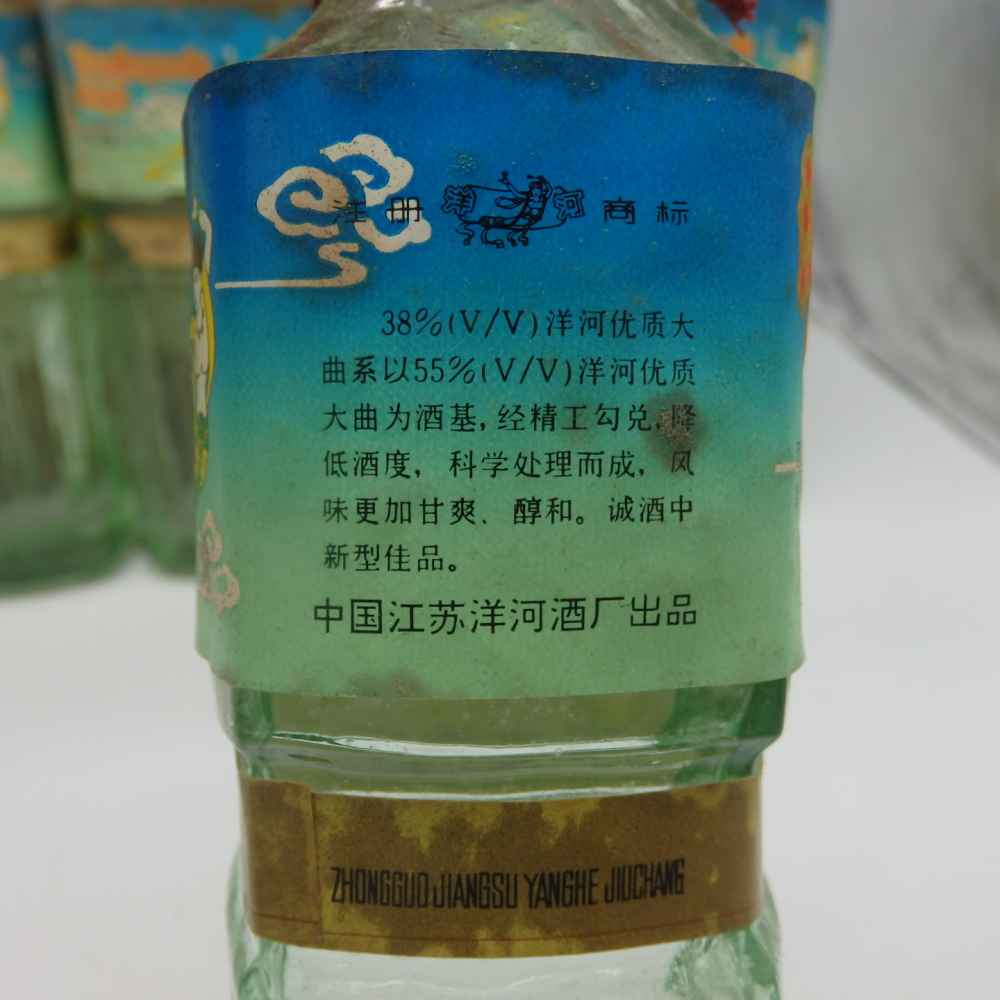 注册 洋河 商标
38%(V/V)洋河优质大
曲系以55%(V/V)洋河优质
大曲为酒基,经精工勾兑,降
低酒度,科学处理而成,风
味更加甘爽、醇和。诚酒中
新型佳品。
中国江苏洋河酒厂出品
ZHONGGUO JIANGSU YANGHE JIUCHANG